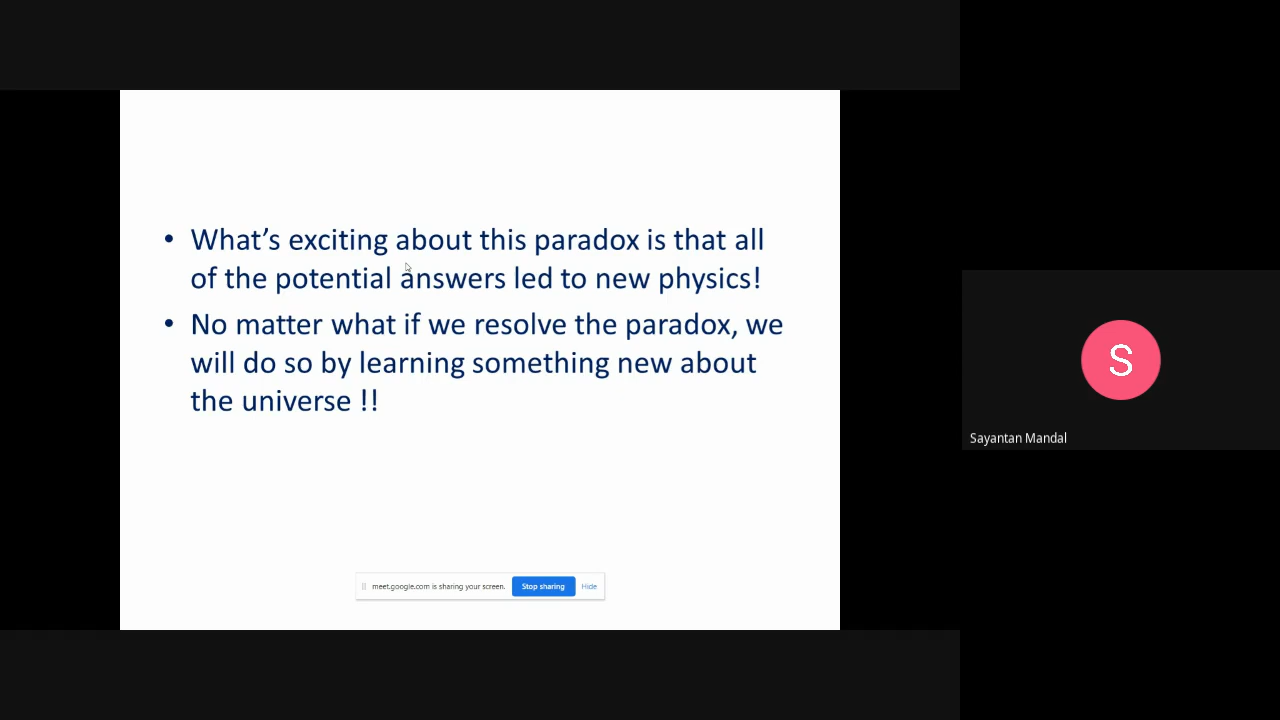 • What’s exciting about this paradox is that all
of the potential answers led to new physics!
• No matter what if we resolve the paradox, we
will do so by learning something new about
the universe !!
meet.google.com is sharing your screen. Stop sharing Hide
S
Sayantan Mandal